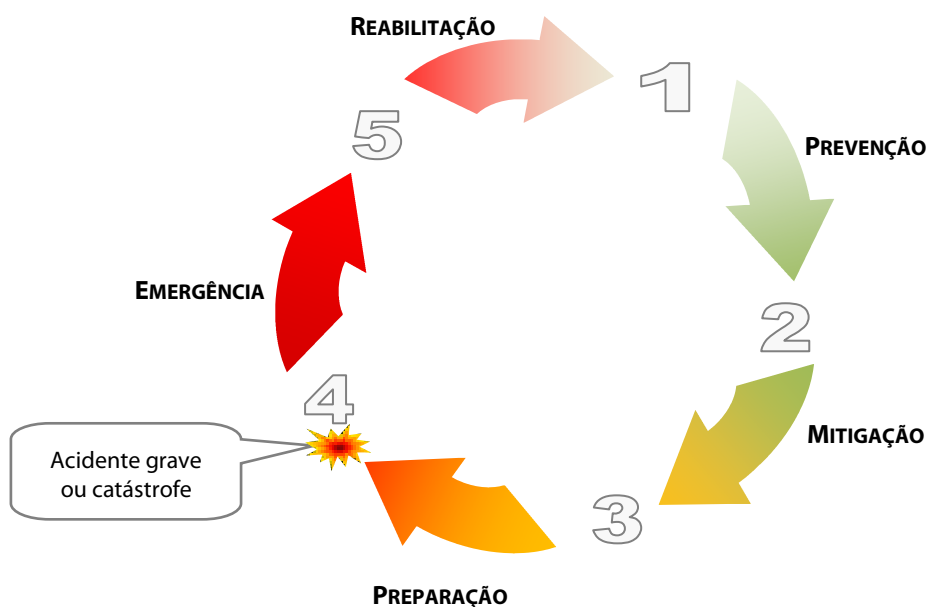 REABILITAÇÃO
1
PREVENÇÃO
5
EMERGÊNCIA
2
4
MITIGAÇÃO
Acidente grave
ou catástrofe
3
PREPARAÇÃO